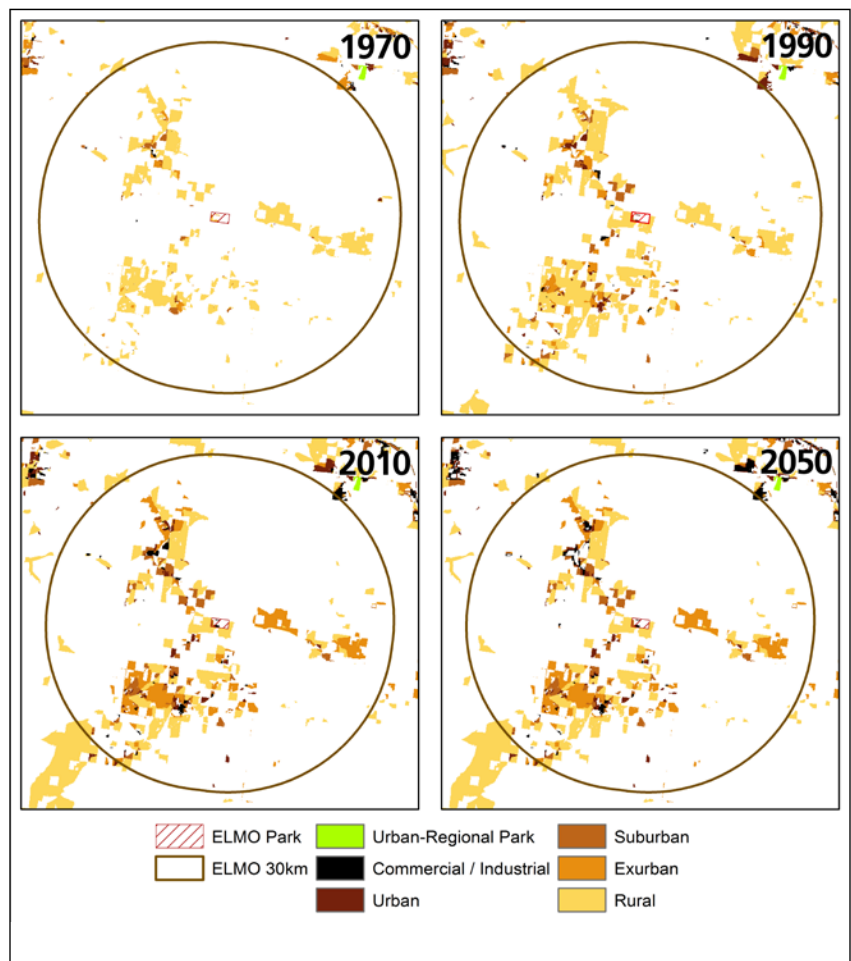 1970
1990
2010
2050
ELMO Park
Urban-Regional Park
Suburban
ELMO 30km
Commercial / Industrial
Exurban
Urban
Rural